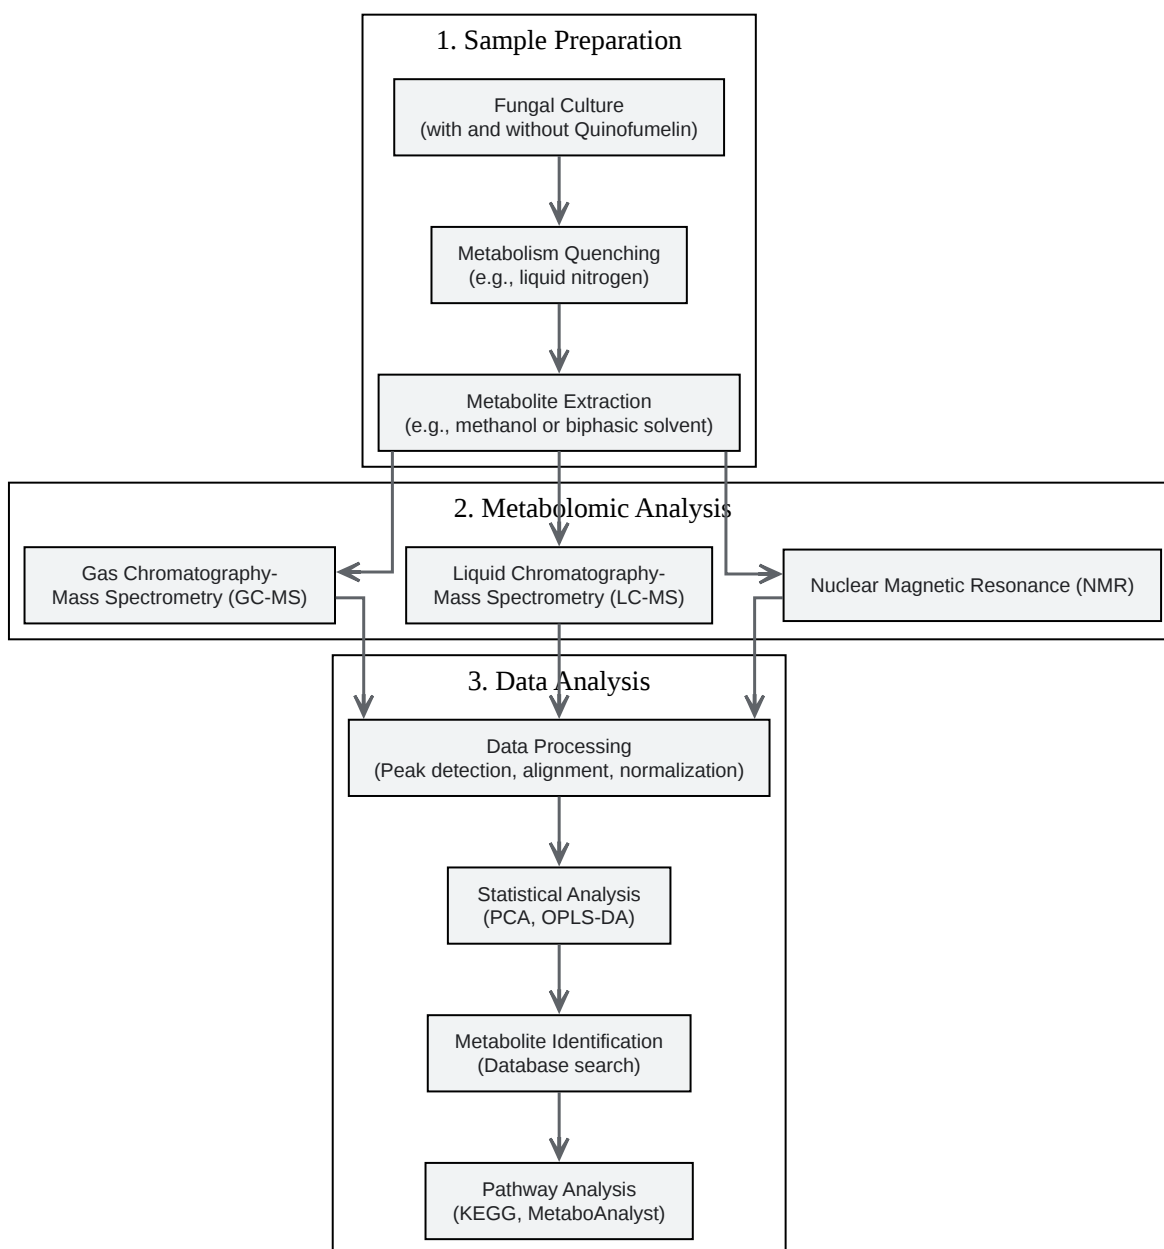 1. Sample Preparation
Fungal Culture
(with and without Quinofumelin)
Metabolism Quenching
(e.g., liquid nitrogen)
Metabolite Extraction
(e.g., methanol or biphasic solvent)
2. Metabolomic Analysis
Gas Chromatography-
Mass Spectrometry (GC-MS)
Liquid Chromatography-
Mass Spectrometry (LC-MS)
Nuclear Magnetic Resonance (NMR)
3. Data Analysis
Data Processing
(Peak detection, alignment, normalization)
Statistical Analysis
(PCA, OPLS-DA)
Metabolite Identification
(Database search)
Pathway Analysis
(KEGG, MetaboAnalyst)